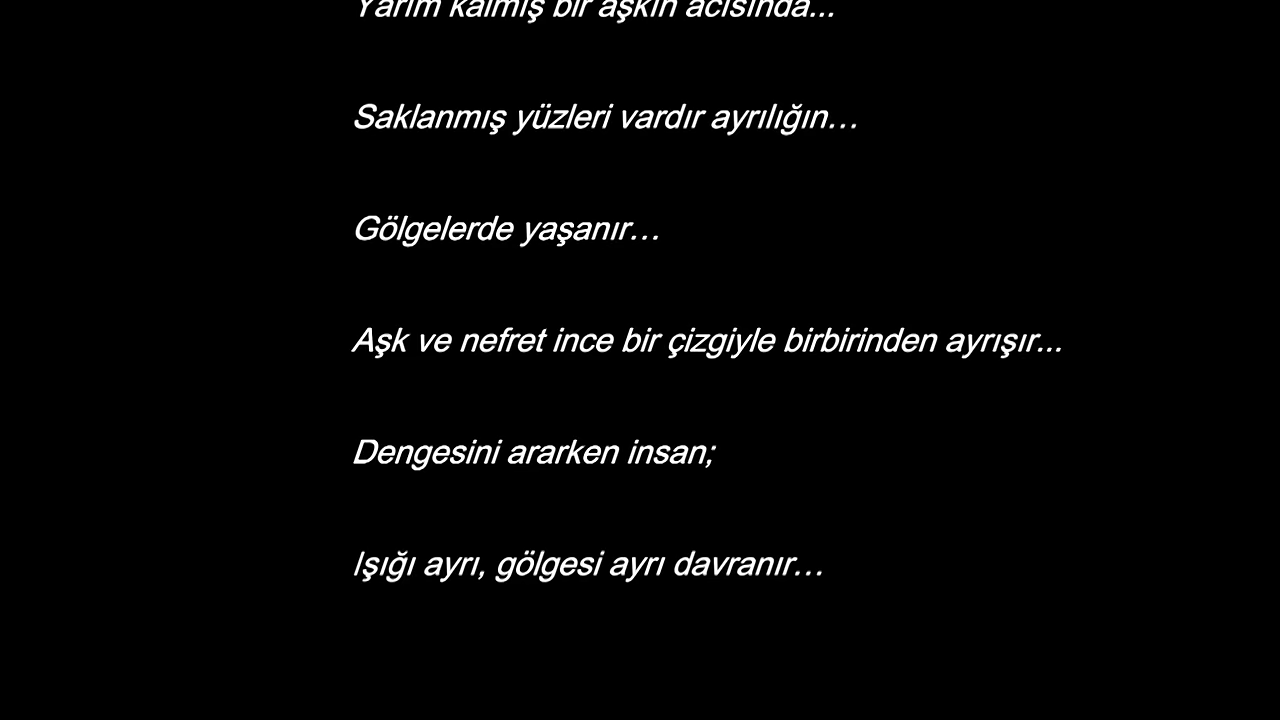 Yarım kalmış bir aşkın acısında...
Saklanmış yüzleri vardır ayrılığın…
Gölgelerde yaşanır…
Aşk ve nefret ince bir çizgiyle birbirinden ayrışır...
Dengesini ararken insan;
Işığı ayrı, gölgesi ayrı davranır…